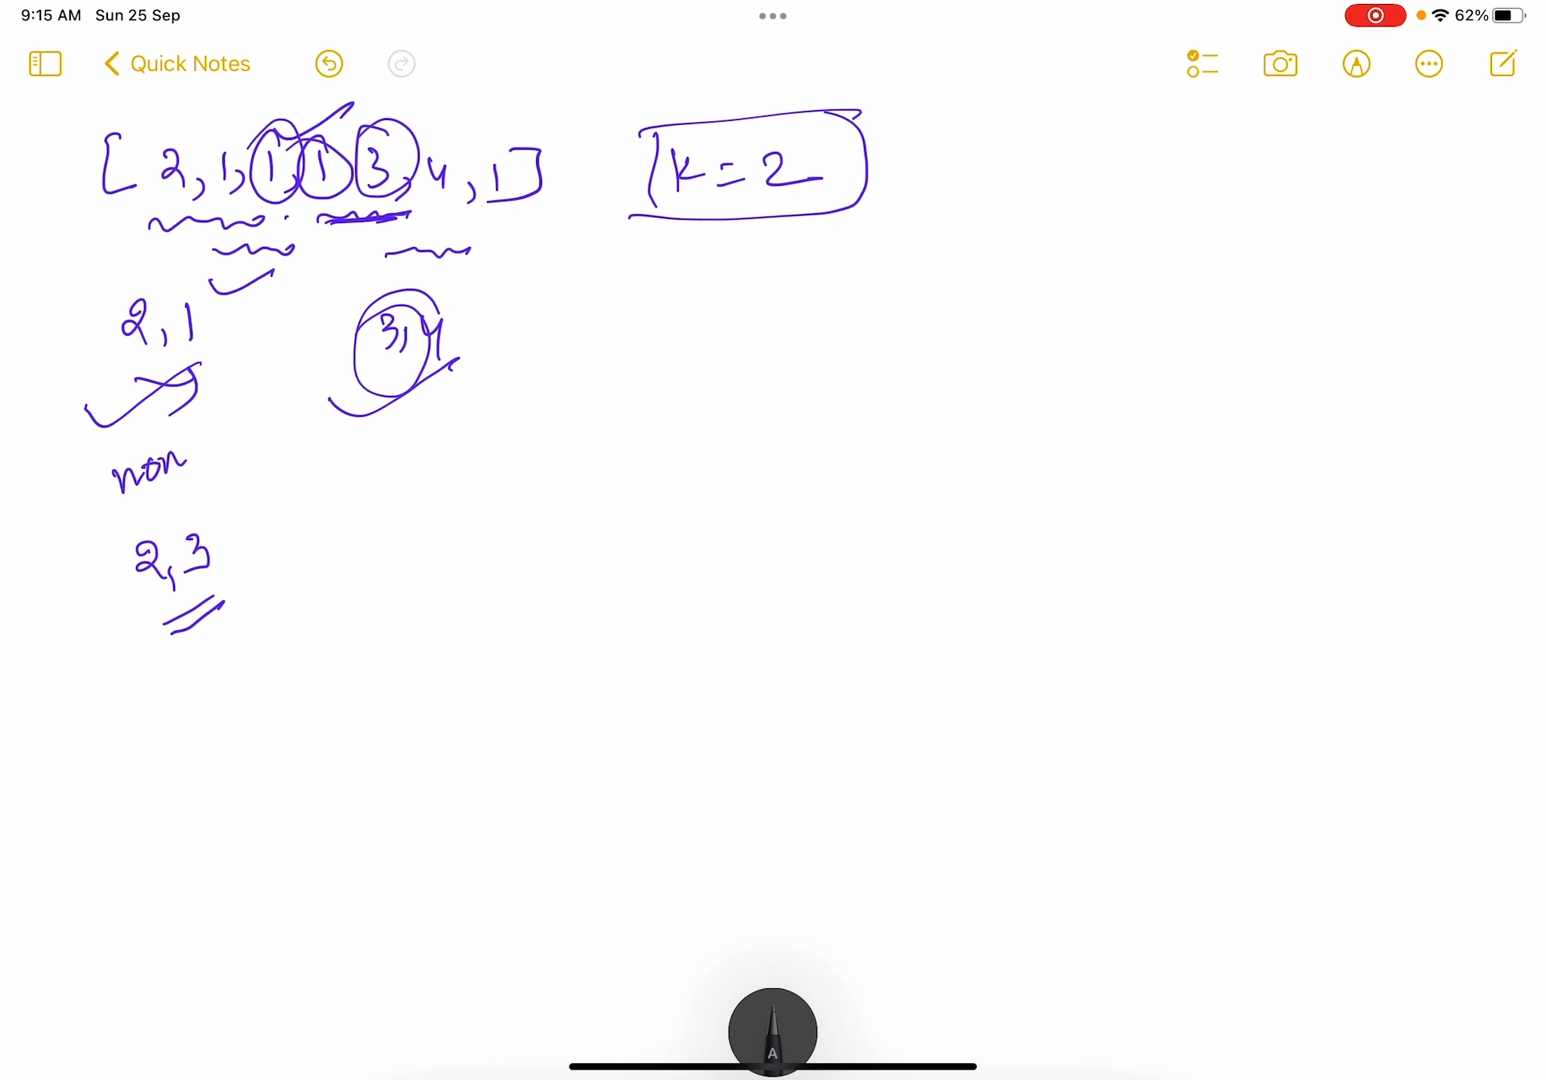 9:15 AM Sun 25 Sep
62%
Quick Notes
[ 2, 1, 1, 1, 3, 4, 1 ] k = 2
2, 1
3, 4
non
2, 3
A